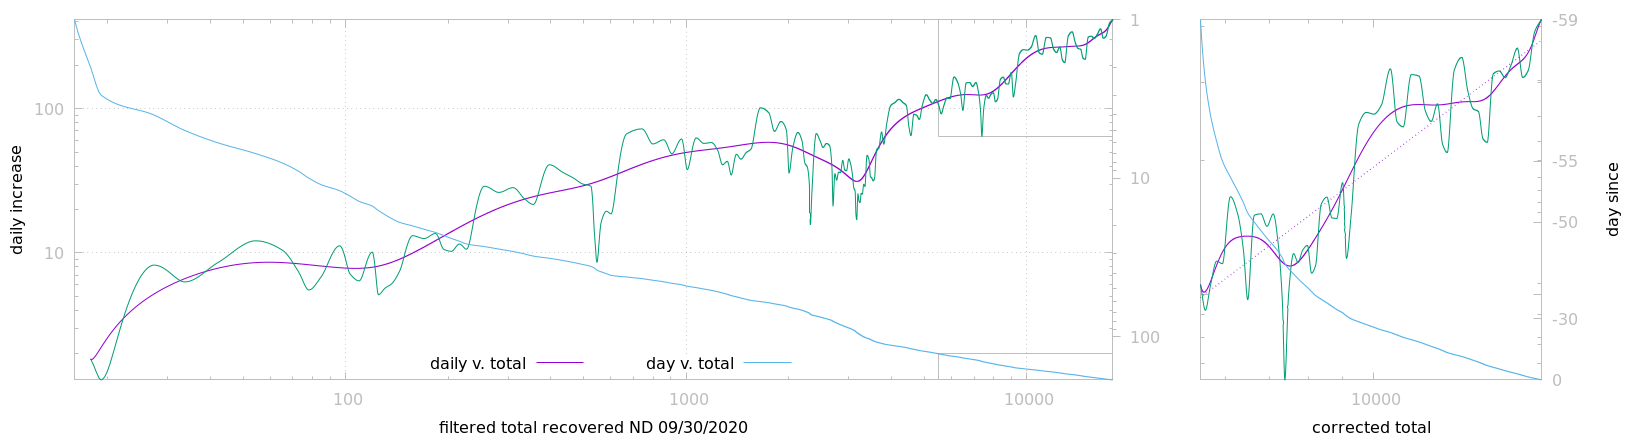 daily increase
100
10
1
10
100
daily v. total
day v. total
100
1000
10000
filtered total recovered ND 09/30/2020
-59
-55
-50
-30
0
day since
10000
corrected total